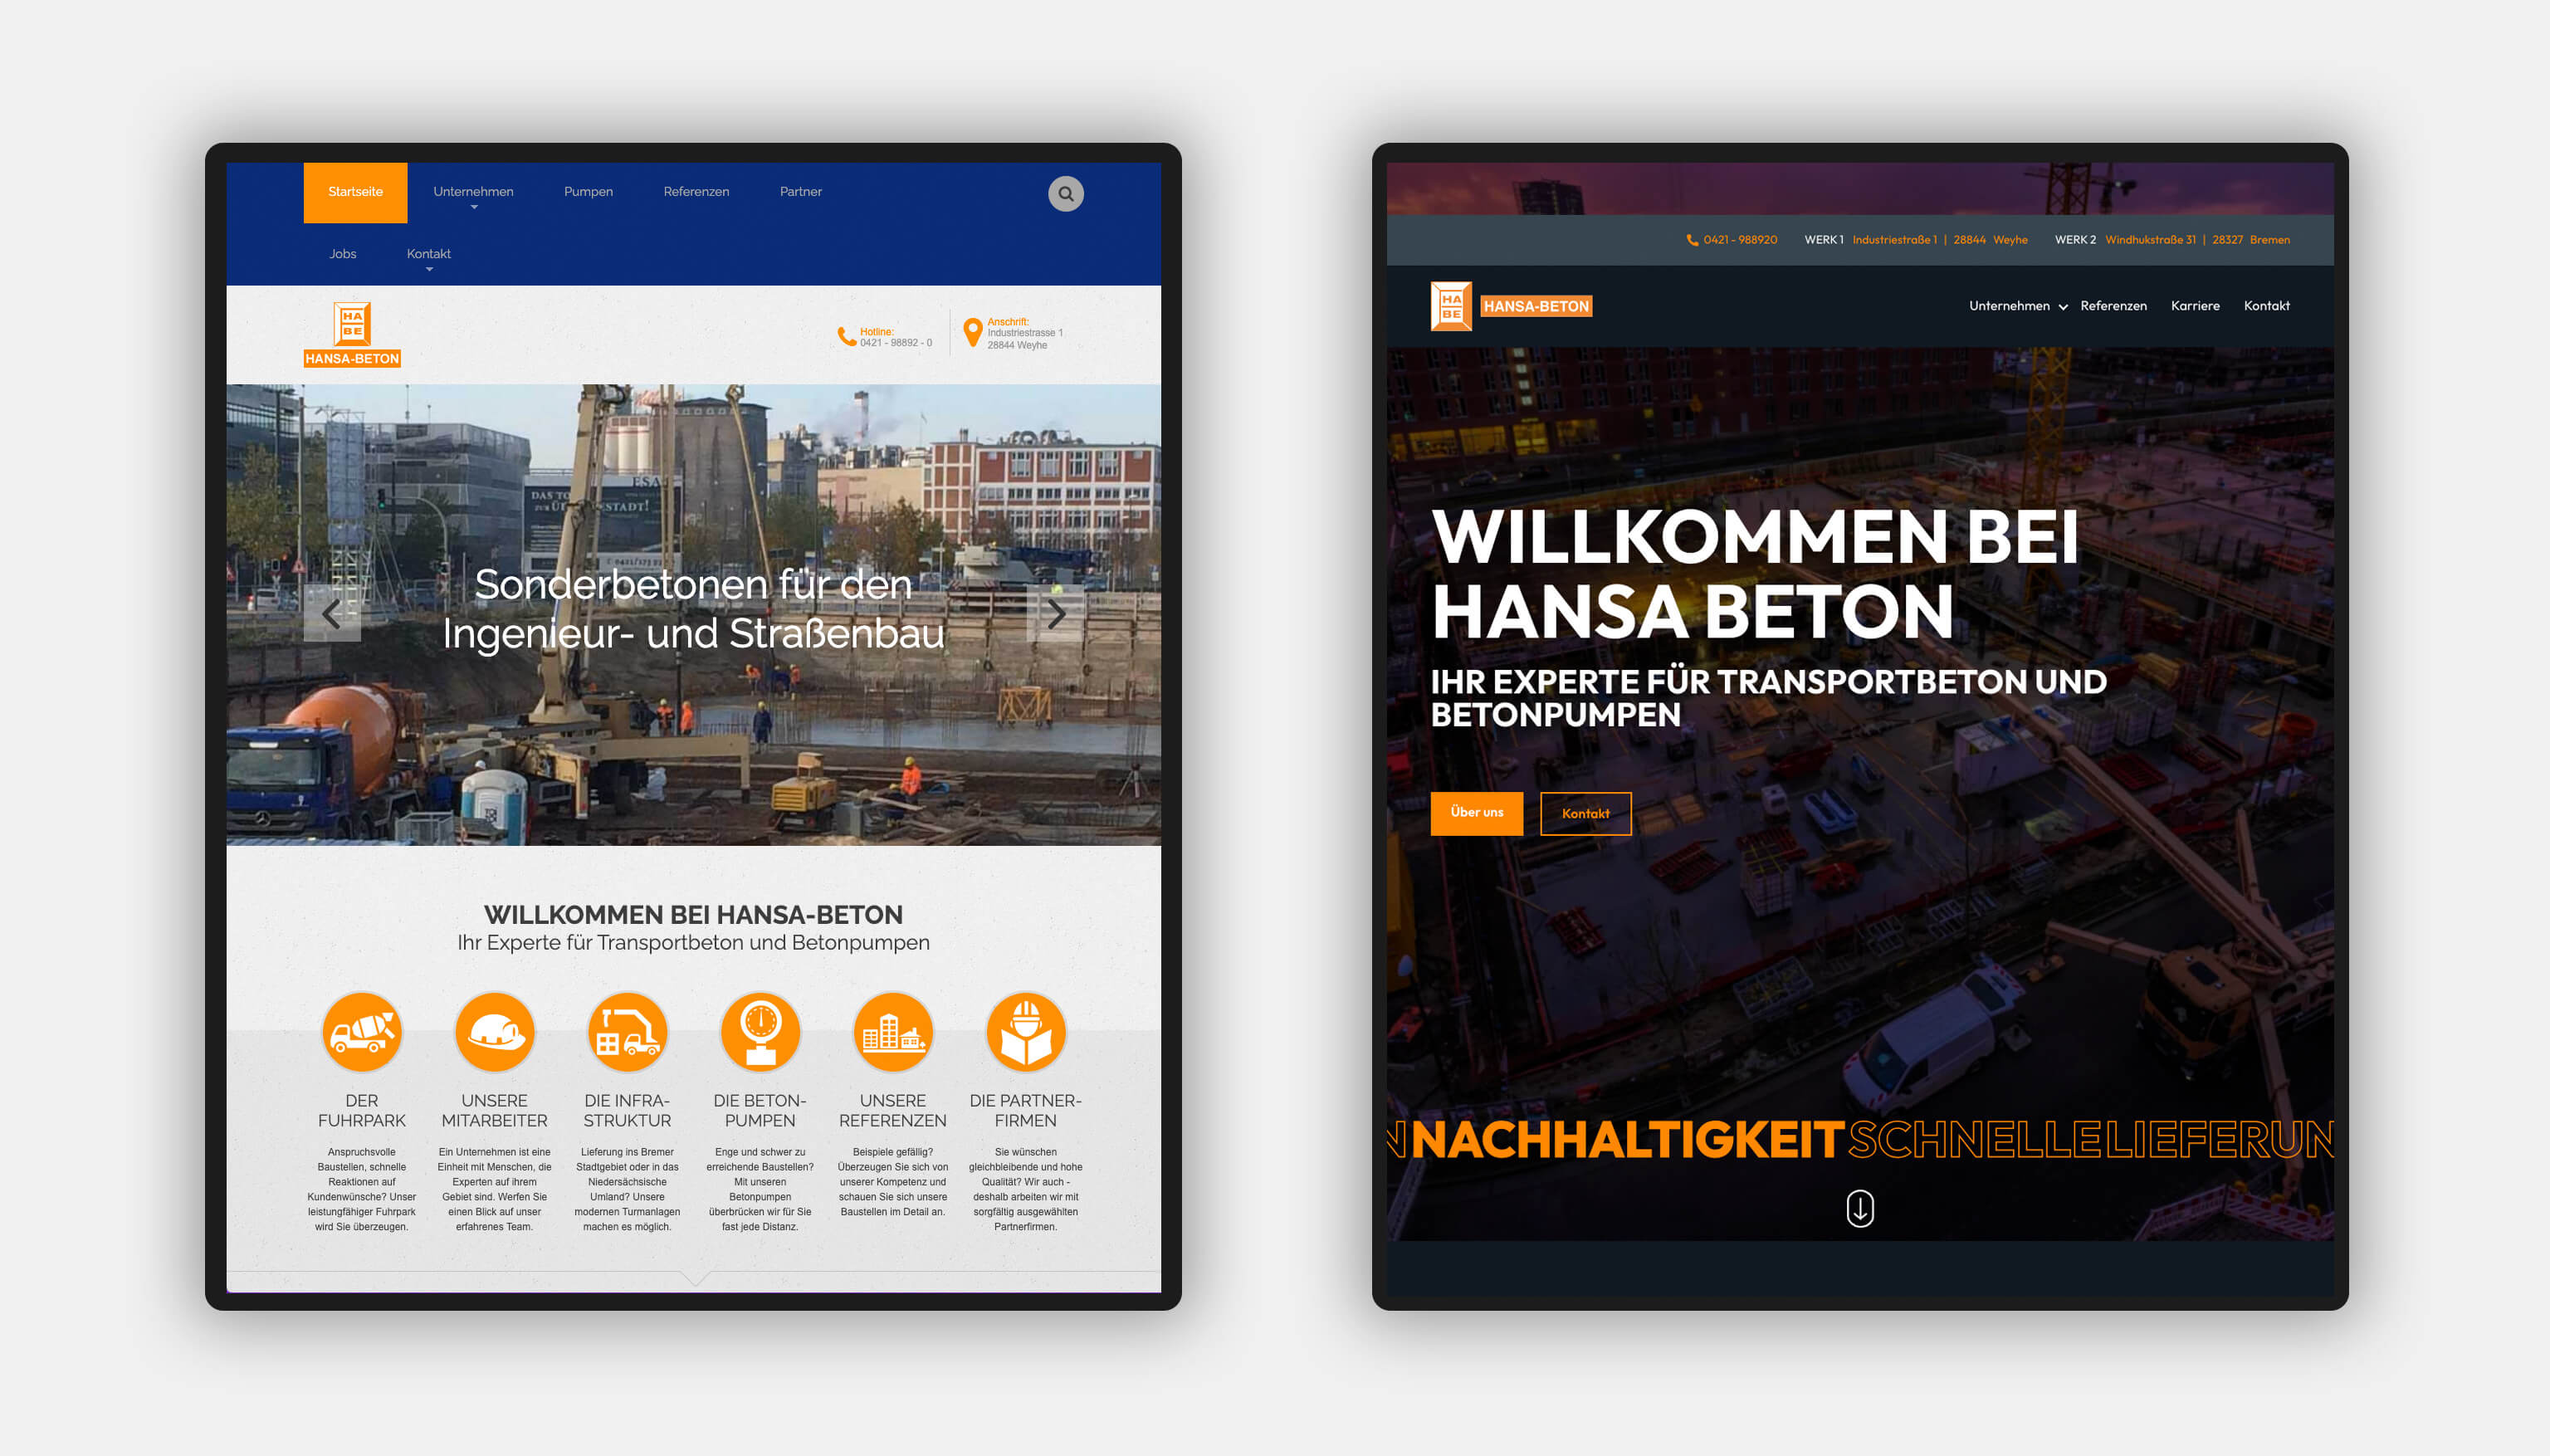 Startseite
Unternehmen
Pumpen
Referenzen
Partner
Jobs
Kontakt
HA
BE
HANSA-BETON
Hotline:
0421 - 98892 - 0
Anschrift:
Industriestrasse 1
28844 Weyhe
Sonderbetonen für den
Ingenieur- und Straßenbau
WILLKOMMEN BEI HANSA-BETON
Ihr Experte für Transportbeton und Betonpumpen
DER
FUHRPARK
Anspruchsvolle
Baustellen, schnelle
Reaktionen auf
Kundenwünsche? Unser
leistungfähiger Fuhrpark
wird Sie überzeugen.
UNSERE
MITARBEITER
Ein Unternehmen ist eine
Einheit mit Menschen, die
Experten auf ihrem
Gebiet sind. Werfen Sie
einen Blick auf unser
erfahrenes Team.
DIE INFRA-
STRUKTUR
Lieferung ins Bremer
Stadtgebiet oder in das
Niedersächsische
Umland? Unsere
modernen Turmanlagen
machen es möglich.
DIE BETON-
PUMPEN
Enge und schwer zu
erreichende Baustellen?
Mit unseren
Betonpumpen
überbrücken wir für Sie
fast jede Distanz.
UNSERE
REFERENZEN
Beispiele gefällig?
Überzeugen Sie sich von
unserer Kompetenz und
schauen Sie sich unsere
Baustellen im Detail an.
DIE PARTNER-
FIRMEN
Sie wünschen
gleichbleibende und hohe
Qualität? Wir auch -
deshalb arbeiten wir mit
sorgfältig ausgewählten
Partnerfirmen.
0421 - 988920 WERK 1 Industriestraße 1 | 28844 Weyhe WERK 2 Windhukstraße 31 | 28327 Bremen
HA
BE
HANSA-BETON
Unternehmen Referenzen Karriere Kontakt
WILLKOMMEN BEI
HANSA BETON
IHR EXPERTE FÜR TRANSPORTBETON UND
BETONPUMPEN
Über uns
Kontakt
N NACHHALTIGKEIT SCHNELLE LIEFERUN